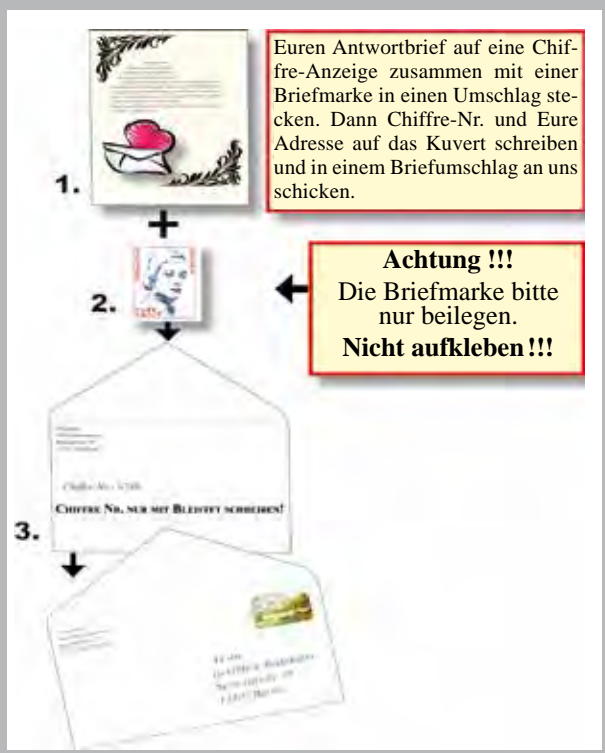 Euren Antwortbrief auf eine Chif-
fre-Anzeige zusammen mit einer
Briefmarke in einen Umschlag ste-
cken. Dann Chiffre-Nr. und Eure
Adresse auf das Kuvert schreiben
und in einem Briefumschlag an uns
schicken.
1.
2.
Achtung !!!
Die Briefmarke bitte
nur beilegen.
Nicht aufkleben !!!
Chiffre Nr.:
CHIFFRE NR. NUR MIT BLEISTIFT SCHREIBEN!
3.